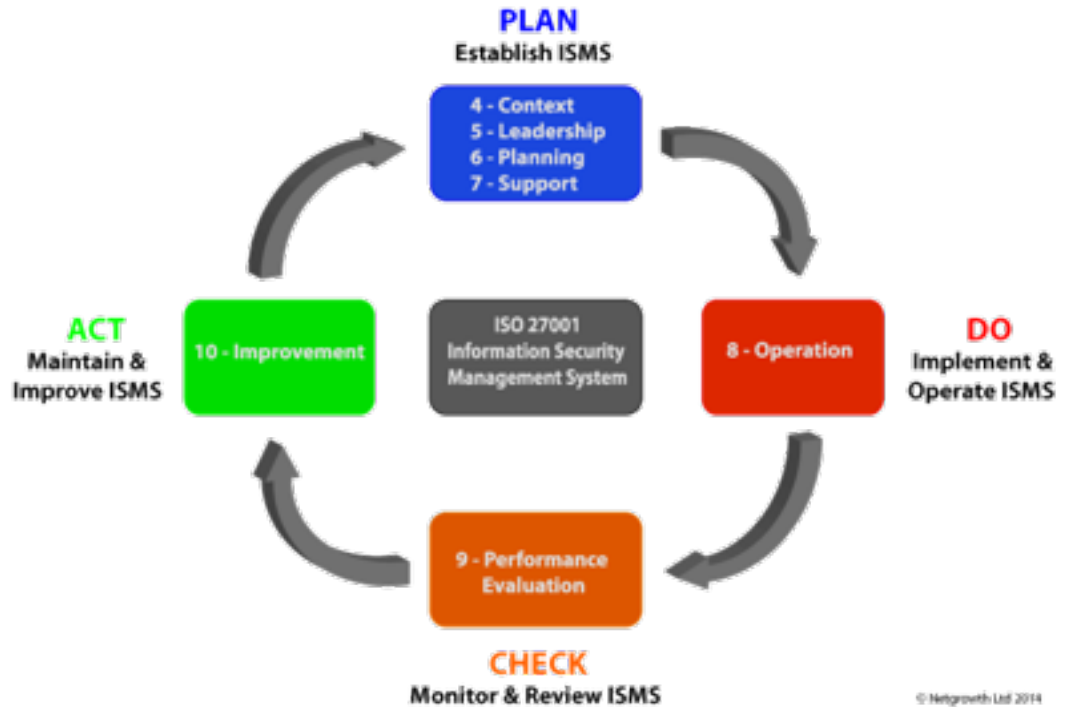 PLAN
Establish ISMS
4 - Context
5 - Leadership
6 - Planning
7 - Support
ACT
Maintain &
Improve ISMS
10 - Improvement
ISO 27001
Information Security
Management System
8 - Operation
DO
Implement &
Operate ISMS
9 - Performance
Evaluation
CHECK
Monitor & Review ISMS
© Netgrowth Ltd 2014